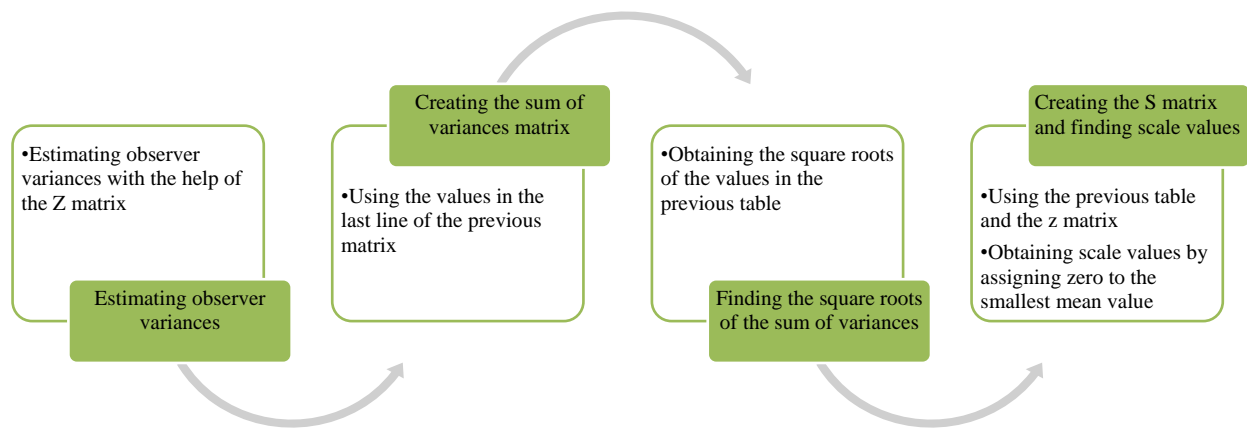 •Estimating observer
variances with the help of
the Z matrix
Estimating observer
variances
Creating the sum of
variances matrix
•Using the values in the
last line of the previous
matrix
•Obtaining the square roots
of the values in the
previous table
Finding the square roots
of the sum of variances
Creating the S matrix
and finding scale values
•Using the previous table
and the z matrix
•Obtaining scale values by
assigning zero to the
smallest mean value